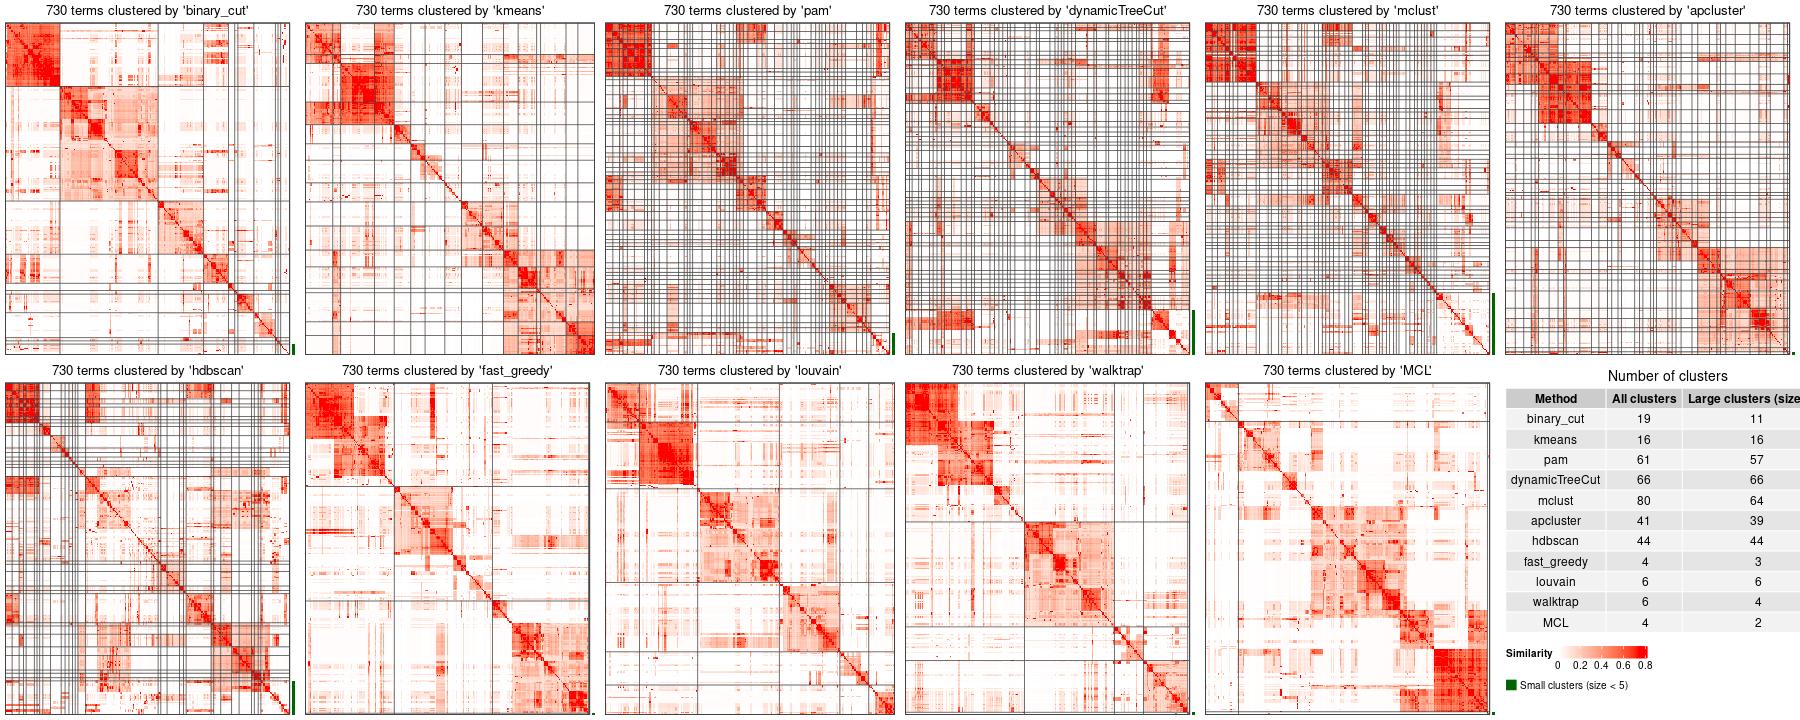 730 terms clustered by 'binary_cut'
730 terms clustered by 'kmeans'
730 terms clustered by 'pam'
730 terms clustered by 'dynamicTreeCut'
730 terms clustered by 'mclust'
730 terms clustered by 'apcluster'
730 terms clustered by 'hdbscan'
730 terms clustered by 'fast_greedy'
730 terms clustered by 'louvain'
730 terms clustered by 'walktrap'
730 terms clustered by 'MCL'
Number of clusters
Method All clusters Large clusters (size
binary_cut 19 11
kmeans 16 16
pam 61 57
dynamicTreeCut 66 66
mclust 80 64
apcluster 41 39
hdbscan 44 44
fast_greedy 4 3
louvain 6 6
walktrap 6 4
MCL 4 2
Similarity
0 0.2 0.4 0.6 0.8
Small clusters (size < 5)